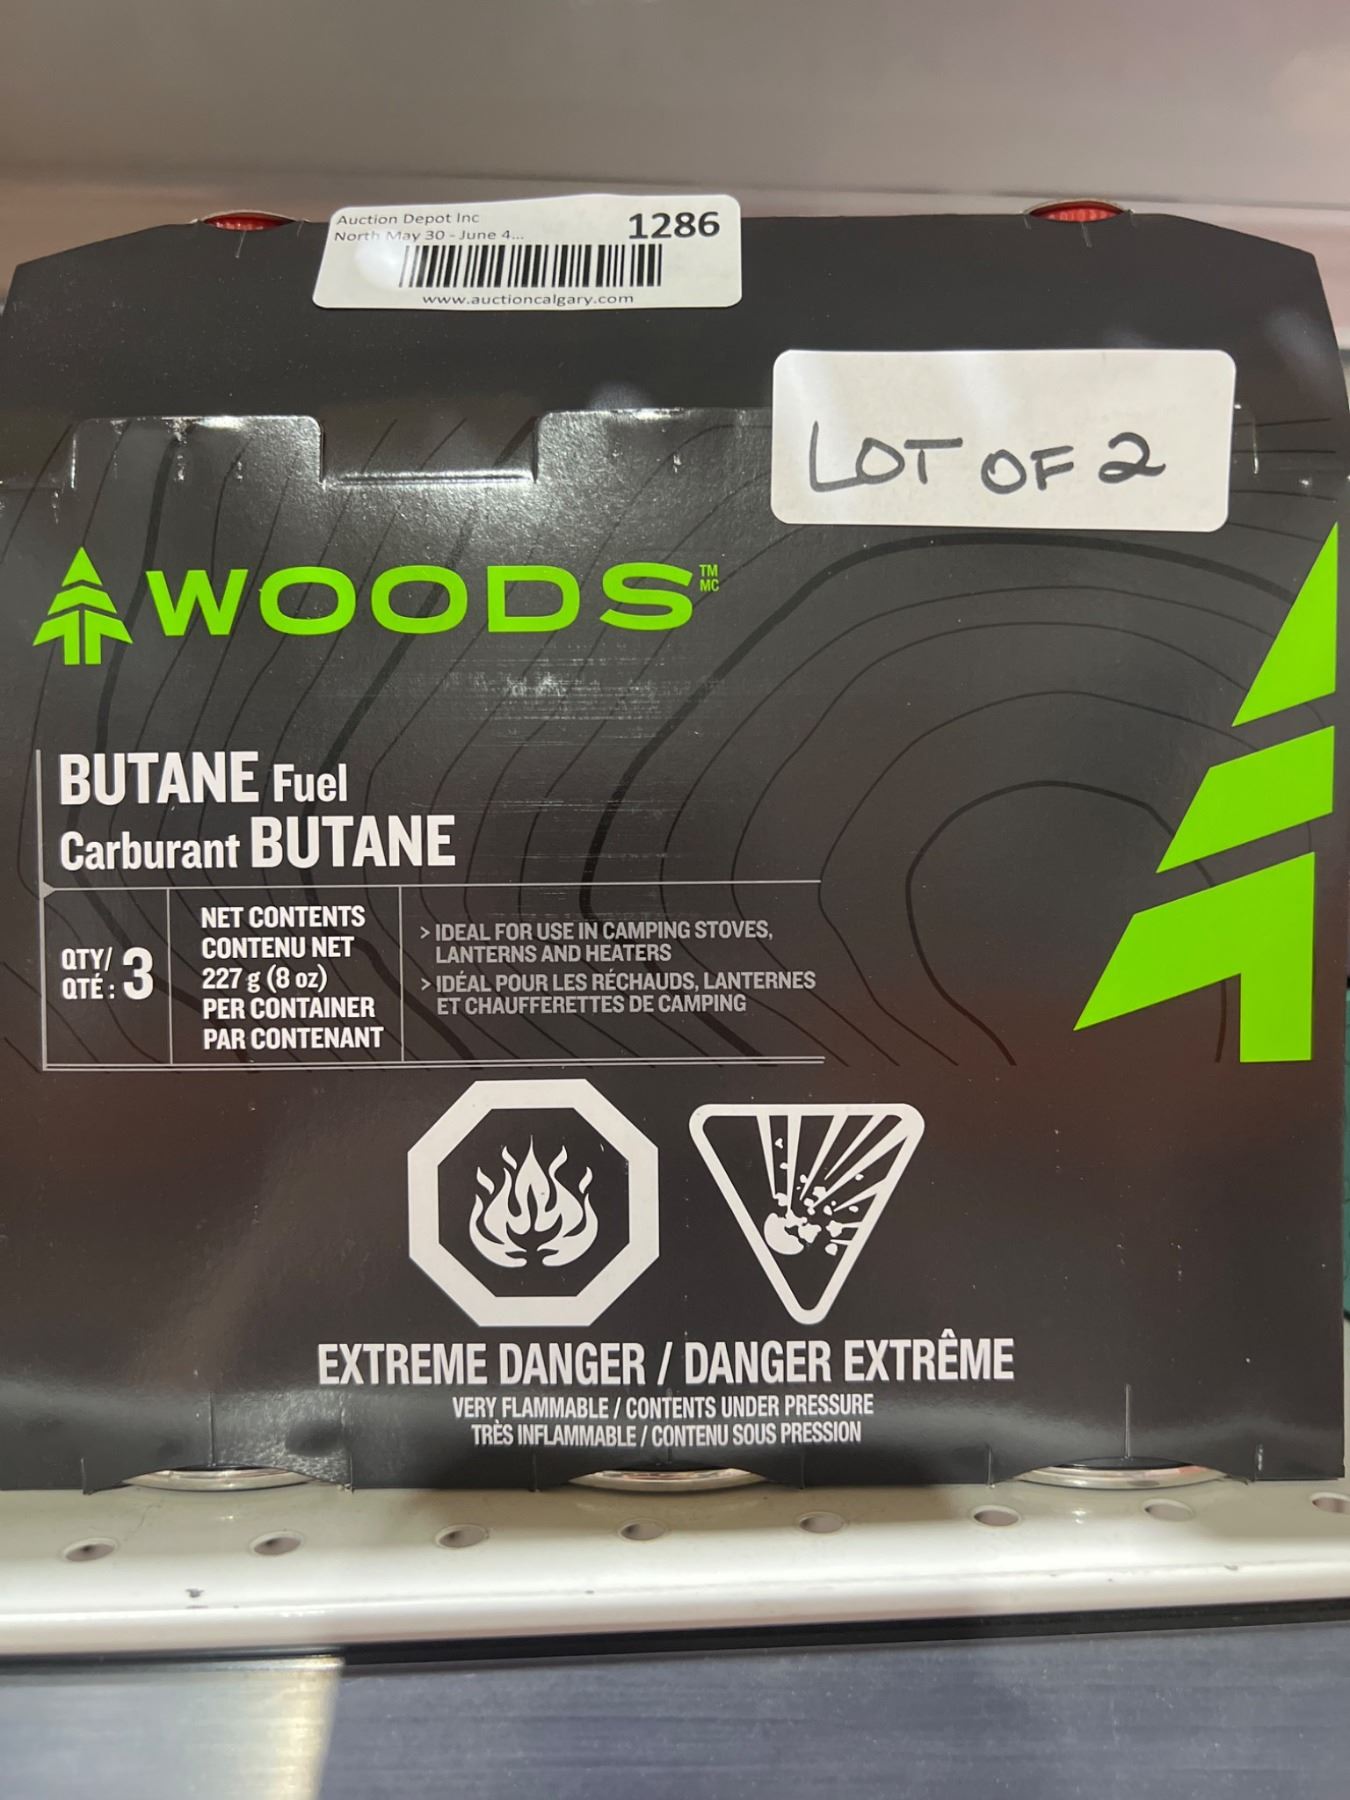 Auction Depot Inc
North May 30 - June 4...
1286
www.auctioncalgary.com
LOT OF 2
WOODS™ MC
BUTANE Fuel
Carburant BUTANE
QTY/
QTÉ : 3
NET CONTENTS
CONTENU NET
227 g (8 oz)
PER CONTAINER
PAR CONTENANT
> IDEAL FOR USE IN CAMPING STOVES,
LANTERNS AND HEATERS
> IDÉAL POUR LES RÉCHAUDS, LANTERNES
ET CHAUFFERETTES DE CAMPING
EXTREME DANGER / DANGER EXTRÊME
VERY FLAMMABLE / CONTENTS UNDER PRESSURE
TRÈS INFLAMMABLE / CONTENU SOUS PRESSION